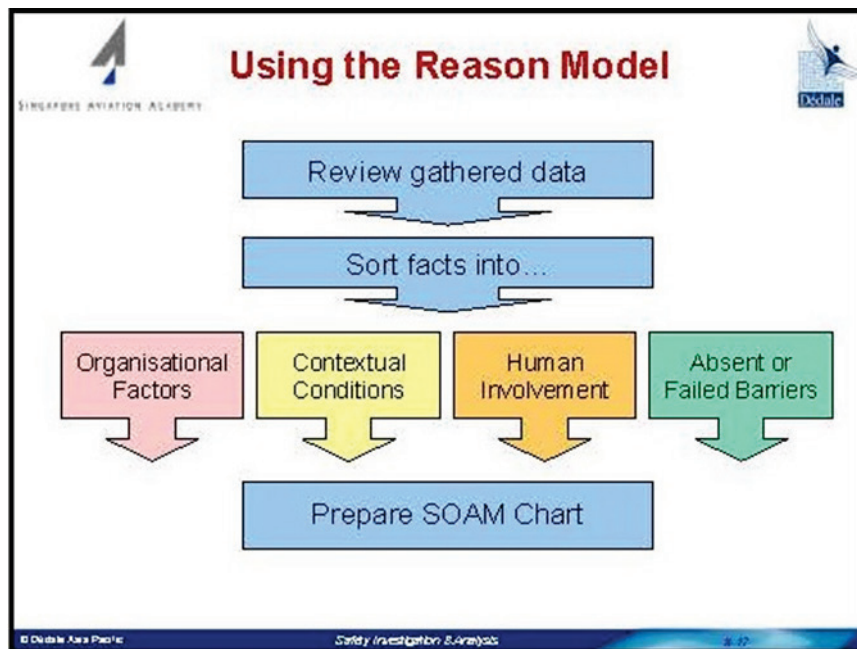 Using the Reason Model
SINGAPORE AVIATION ACADEMY
Dédale
Review gathered data
Sort facts into...
Organisational
Factors
Contextual
Conditions
Human
Involvement
Absent or
Failed Barriers
Prepare SOAM Chart
© Dédale Asia Pacific
Safety Investigation & Analysis